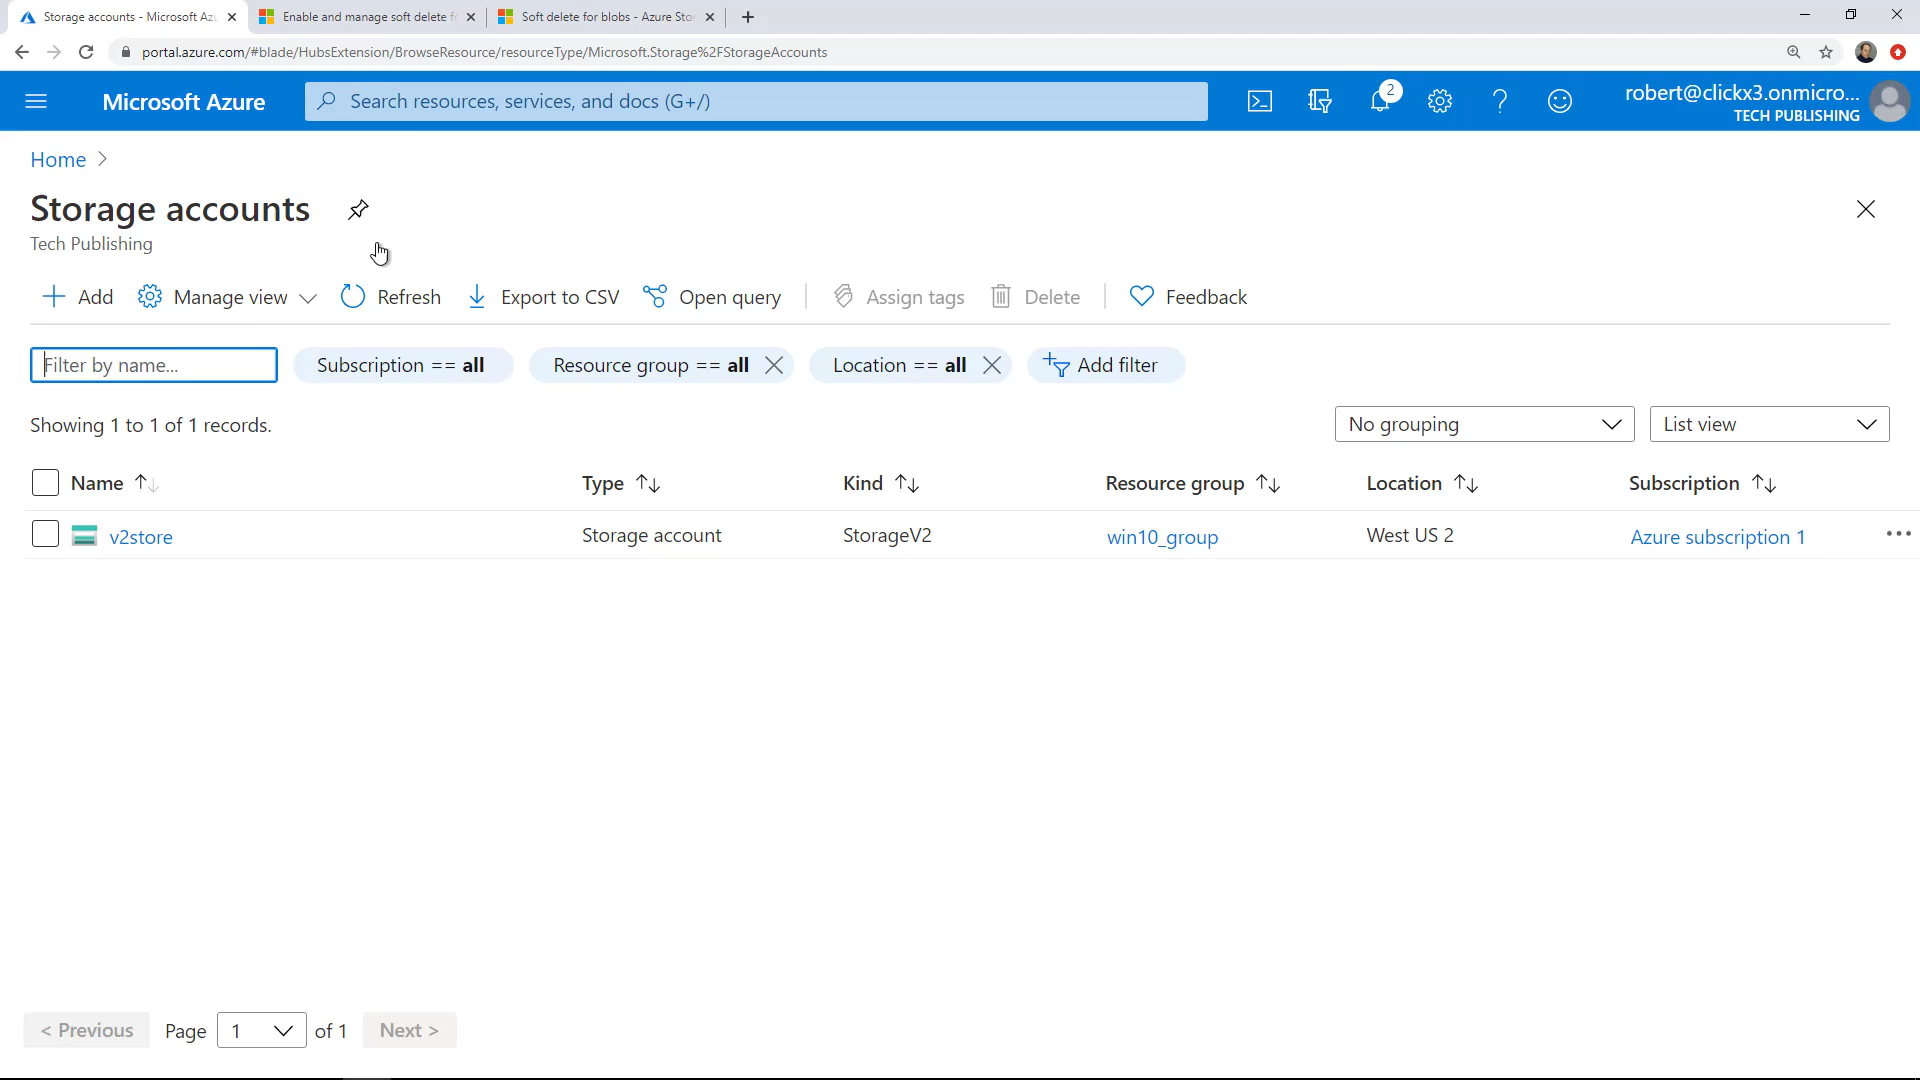 Storage accounts - Microsoft Azu
Enable and manage soft delete f
Soft delete for blobs - Azure Stor
portal.azure.com/#blade/HubsExtension/BrowseResource/resourceType/Microsoft.Storage%2FStorageAccounts
Microsoft Azure
Search resources, services, and docs (G+/)
2
robert@clickx3.onmicro...
TECH PUBLISHING
Home
Storage accounts
Tech Publishing
Add
Manage view
Refresh
Export to CSV
Open query
Assign tags
Delete
Feedback
Filter by name...
Subscription == all
Resource group == all
Location == all
Add filter
Showing 1 to 1 of 1 records.
No grouping
List view
Name
Type
Kind
Resource group
Location
Subscription
v2store
Storage account
StorageV2
win10_group
West US 2
Azure subscription 1
< Previous
Page
1
of 1
Next >